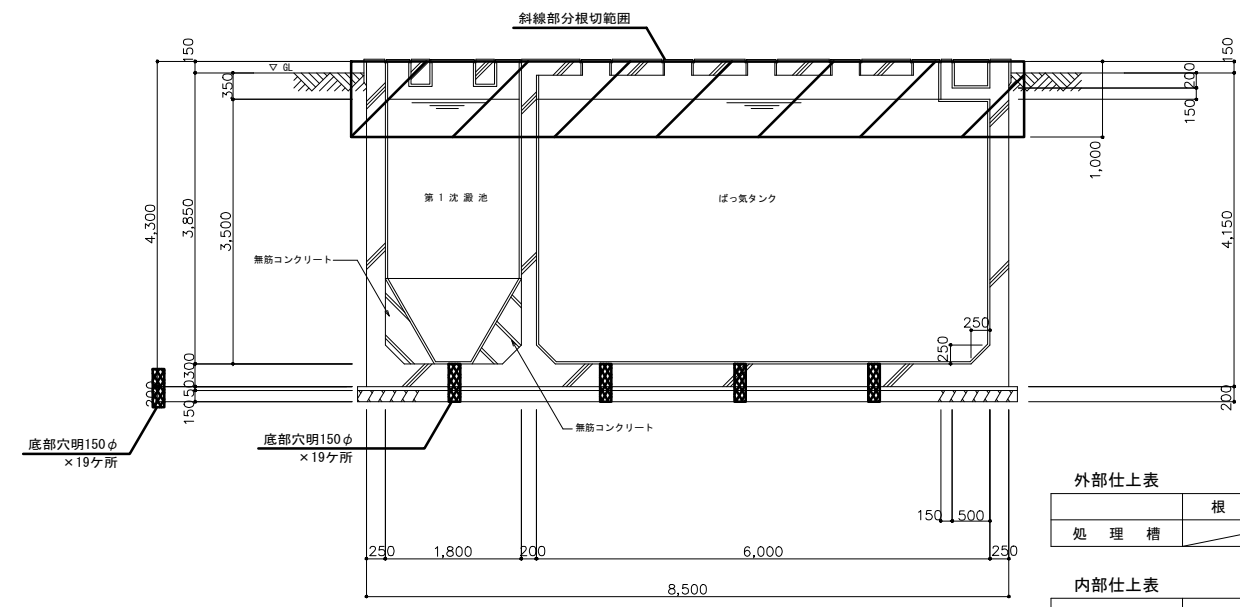 斜線部分根切範囲
150
▽ GL
350
150
200
150
1,000
4,300
3,850
3,500
第1沈澱池
ばっ気タンク
4,150
無筋コンクリート
250
250
300
50
200
150
200
底部穴明150φ
×19ケ所
底部穴明150φ
×19ケ所
無筋コンクリート
150 500
250 1,800 200 6,000 250
8,500
外部仕上表
根
処理槽
内部仕上表